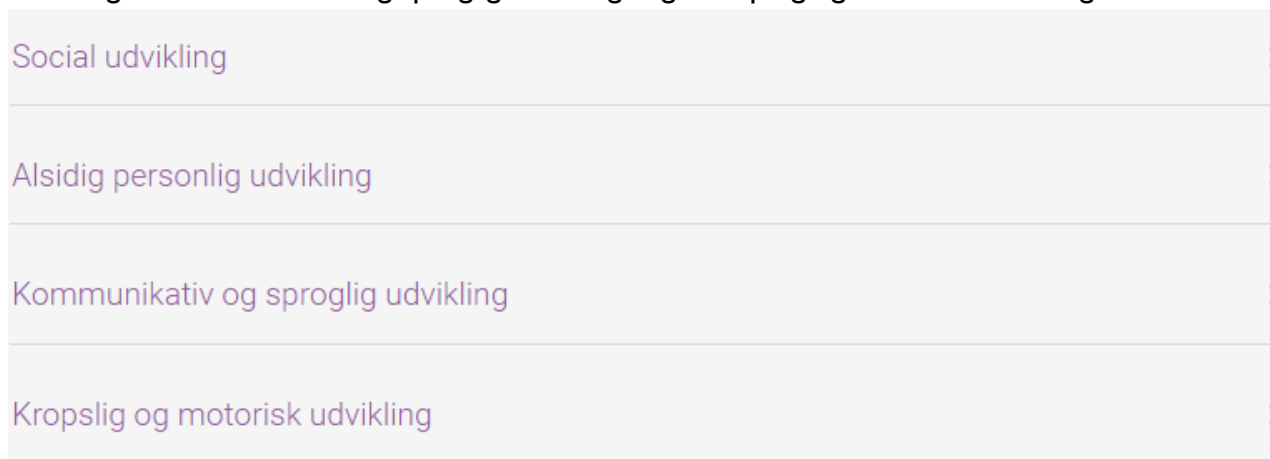 Social udvikling
Alsidig personlig udvikling
Kommunikativ og sproglig udvikling
Kropslig og motorisk udvikling